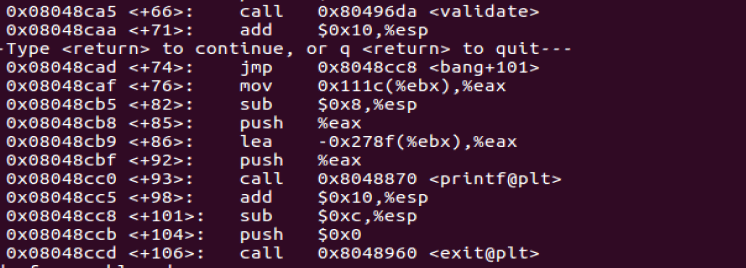 0x08048ca5 <+66>: call 0x80496da <validate>
0x08048caa <+71>: add $0x10,%esp
-Type <return> to continue, or q <return> to quit---
0x08048cad <+74>: jmp 0x8048cc8 <bang+101>
0x08048caf <+76>: mov 0x111c(%ebx),%eax
0x08048cb5 <+82>: sub $0x8,%esp
0x08048cb8 <+85>: push %eax
0x08048cb9 <+86>: lea -0x278f(%ebx),%eax
0x08048cbf <+92>: push %eax
0x08048cc0 <+93>: call 0x8048870 <printf@plt>
0x08048cc5 <+98>: add $0x10,%esp
0x08048cc8 <+101>: sub $0xc,%esp
0x08048ccb <+104>: push $0x0
0x08048ccd <+106>: call 0x8048960 <exit@plt>